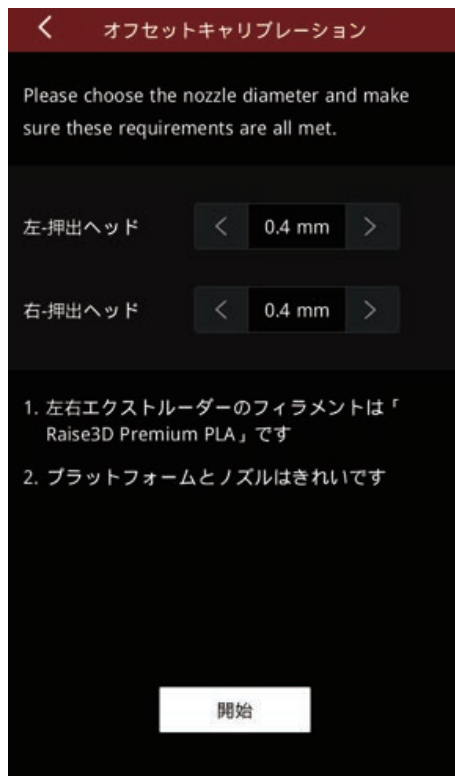 オフセットキャリブレーション
Please choose the nozzle diameter and make
sure these requirements are all met.
左-押出ヘッド < 0.4 mm >
右-押出ヘッド < 0.4 mm >
1. 左右エクストルーダーのフィラメントは「
Raise3D Premium PLA」です
2. プラットフォームとノズルはきれいです
開始